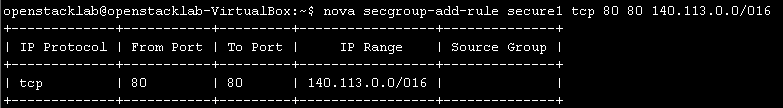 openstacklab@openstacklab-VirtualBox:~$ nova secgroup-add-rule secure1 tcp 80 80 140.113.0.0/016
+-------------+-----------+---------+------------------+--------------+
| IP Protocol | From Port | To Port | IP Range | Source Group |
+-------------+-----------+---------+------------------+--------------+
| tcp | 80 | 80 | 140.113.0.0/016 | |
+-------------+-----------+---------+------------------+--------------+